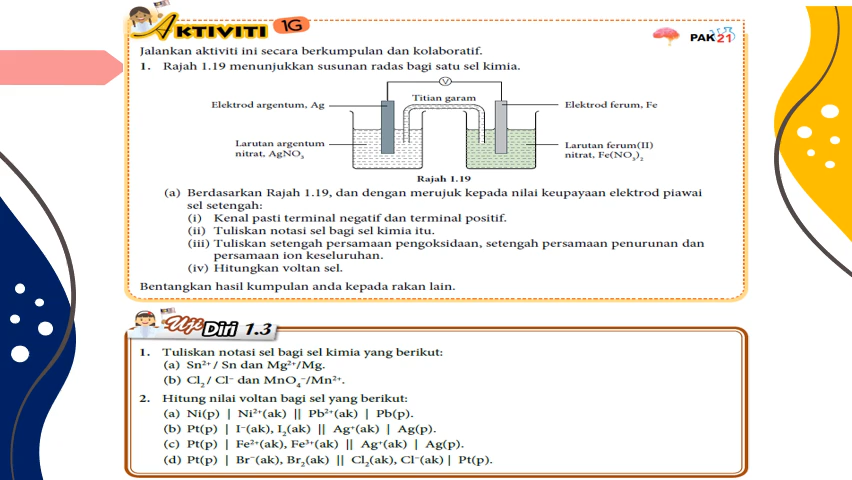 AKTIVITI 1G
PAK 21
Jalankan aktiviti ini secara berkumpulan dan kolaboratif.
1. Rajah 1.19 menunjukkan susunan radas bagi satu sel kimia.
V
Titian garam
Elektrod argentum, Ag
Elektrod ferum, Fe
Larutan argentum
nitrat, AgNO₃
Larutan ferum(II)
nitrat, Fe(NO₃)₂
Rajah 1.19
(a) Berdasarkan Rajah 1.19, dan dengan merujuk kepada nilai keupayaan elektrod piawai
sel setengah:
(i) Kenal pasti terminal negatif dan terminal positif.
(ii) Tuliskan notasi sel bagi sel kimia itu.
(iii) Tuliskan setengah persamaan pengoksidaan, setengah persamaan penurunan dan
persamaan ion keseluruhan.
(iv) Hitungkan voltan sel.
Bentangkan hasil kumpulan anda kepada rakan lain.
Uji Diri 1.3
1. Tuliskan notasi sel bagi sel kimia yang berikut:
(a) Sn²⁺/ Sn dan Mg²⁺/Mg.
(b) Cl₂/ Cl⁻ dan MnO₄⁻/Mn²⁺.
2. Hitung nilai voltan bagi sel yang berikut:
(a) Ni(p) | Ni²⁺(ak) || Pb²⁺(ak) | Pb(p).
(b) Pt(p) | I⁻(ak), I₂(ak) || Ag⁺(ak) | Ag(p).
(c) Pt(p) | Fe²⁺(ak), Fe³⁺(ak) || Ag⁺(ak) | Ag(p).
(d) Pt(p) | Br⁻(ak), Br₂(ak) || Cl₂(ak), Cl⁻(ak) | Pt(p).